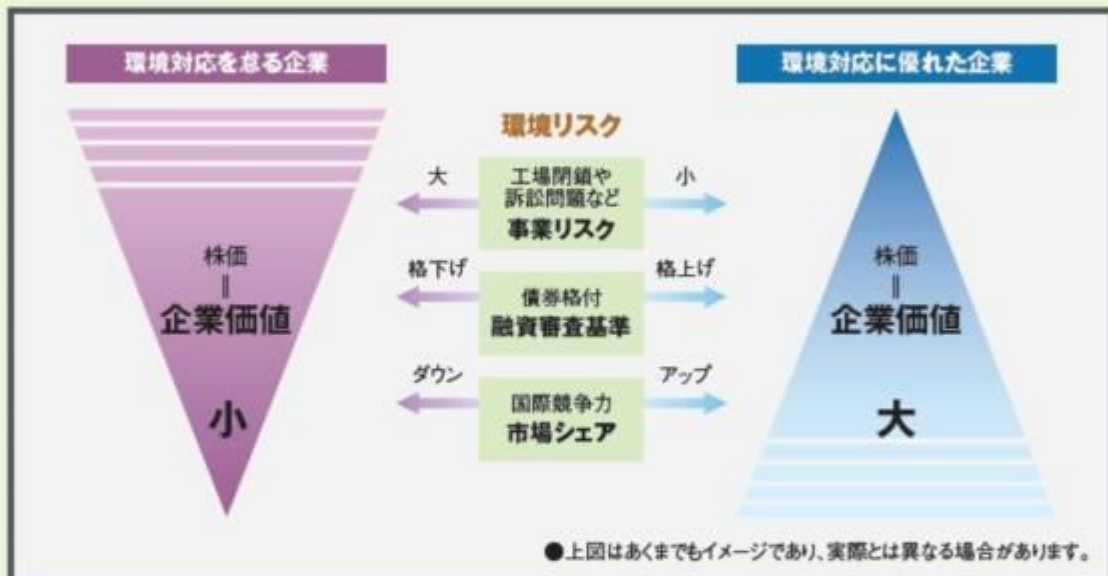 環境対応を怠る企業
環境対応に優れた企業
環境リスク
大
工場閉鎖や
訴訟問題など
事業リスク
小
格下げ
債券格付
融資審査基準
格上げ
ダウン
国際競争力
市場シェア
アップ
株価
||
企業価値
小
株価
||
企業価値
大
●上図はあくまでもイメージであり、実際とは異なる場合があります。